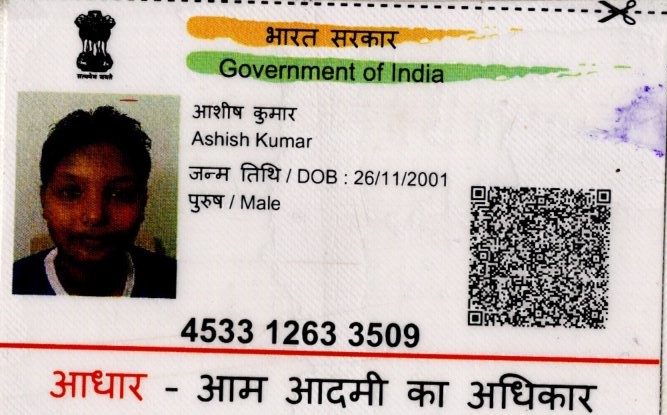 सत्यमेव जयते
भारत सरकार
Government of India
आशीष कुमार
Ashish Kumar
जन्म तिथि / DOB : 26/11/2001
पुरुष / Male
4533 1263 3509
आधार - आम आदमी का अधिकार